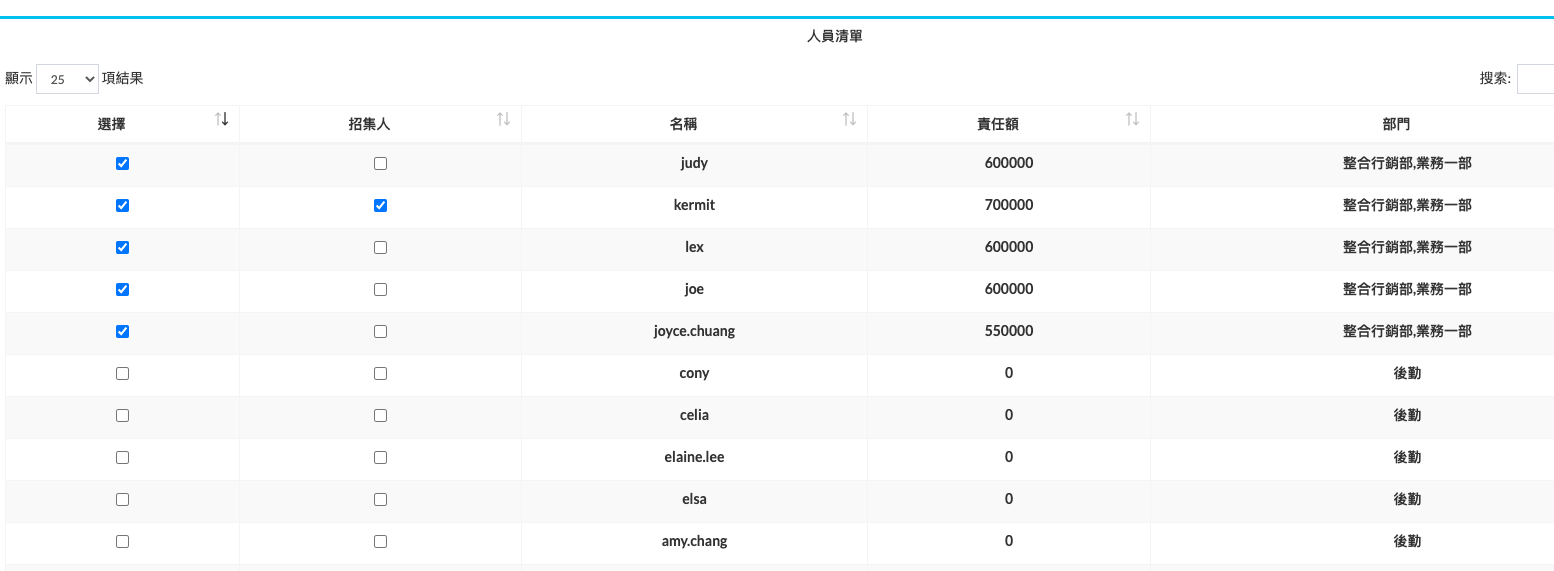 人員清單
顯示 25 項結果 搜索:
選擇 招集人 名稱 責任額 部門
judy 600000 整合行銷部,業務一部
kermit 700000 整合行銷部,業務一部
lex 600000 整合行銷部,業務一部
joe 600000 整合行銷部,業務一部
joyce.chuang 550000 整合行銷部,業務一部
cony 0 後勤
celia 0 後勤
elaine.lee 0 後勤
elsa 0 後勤
amy.chang 0 後勤